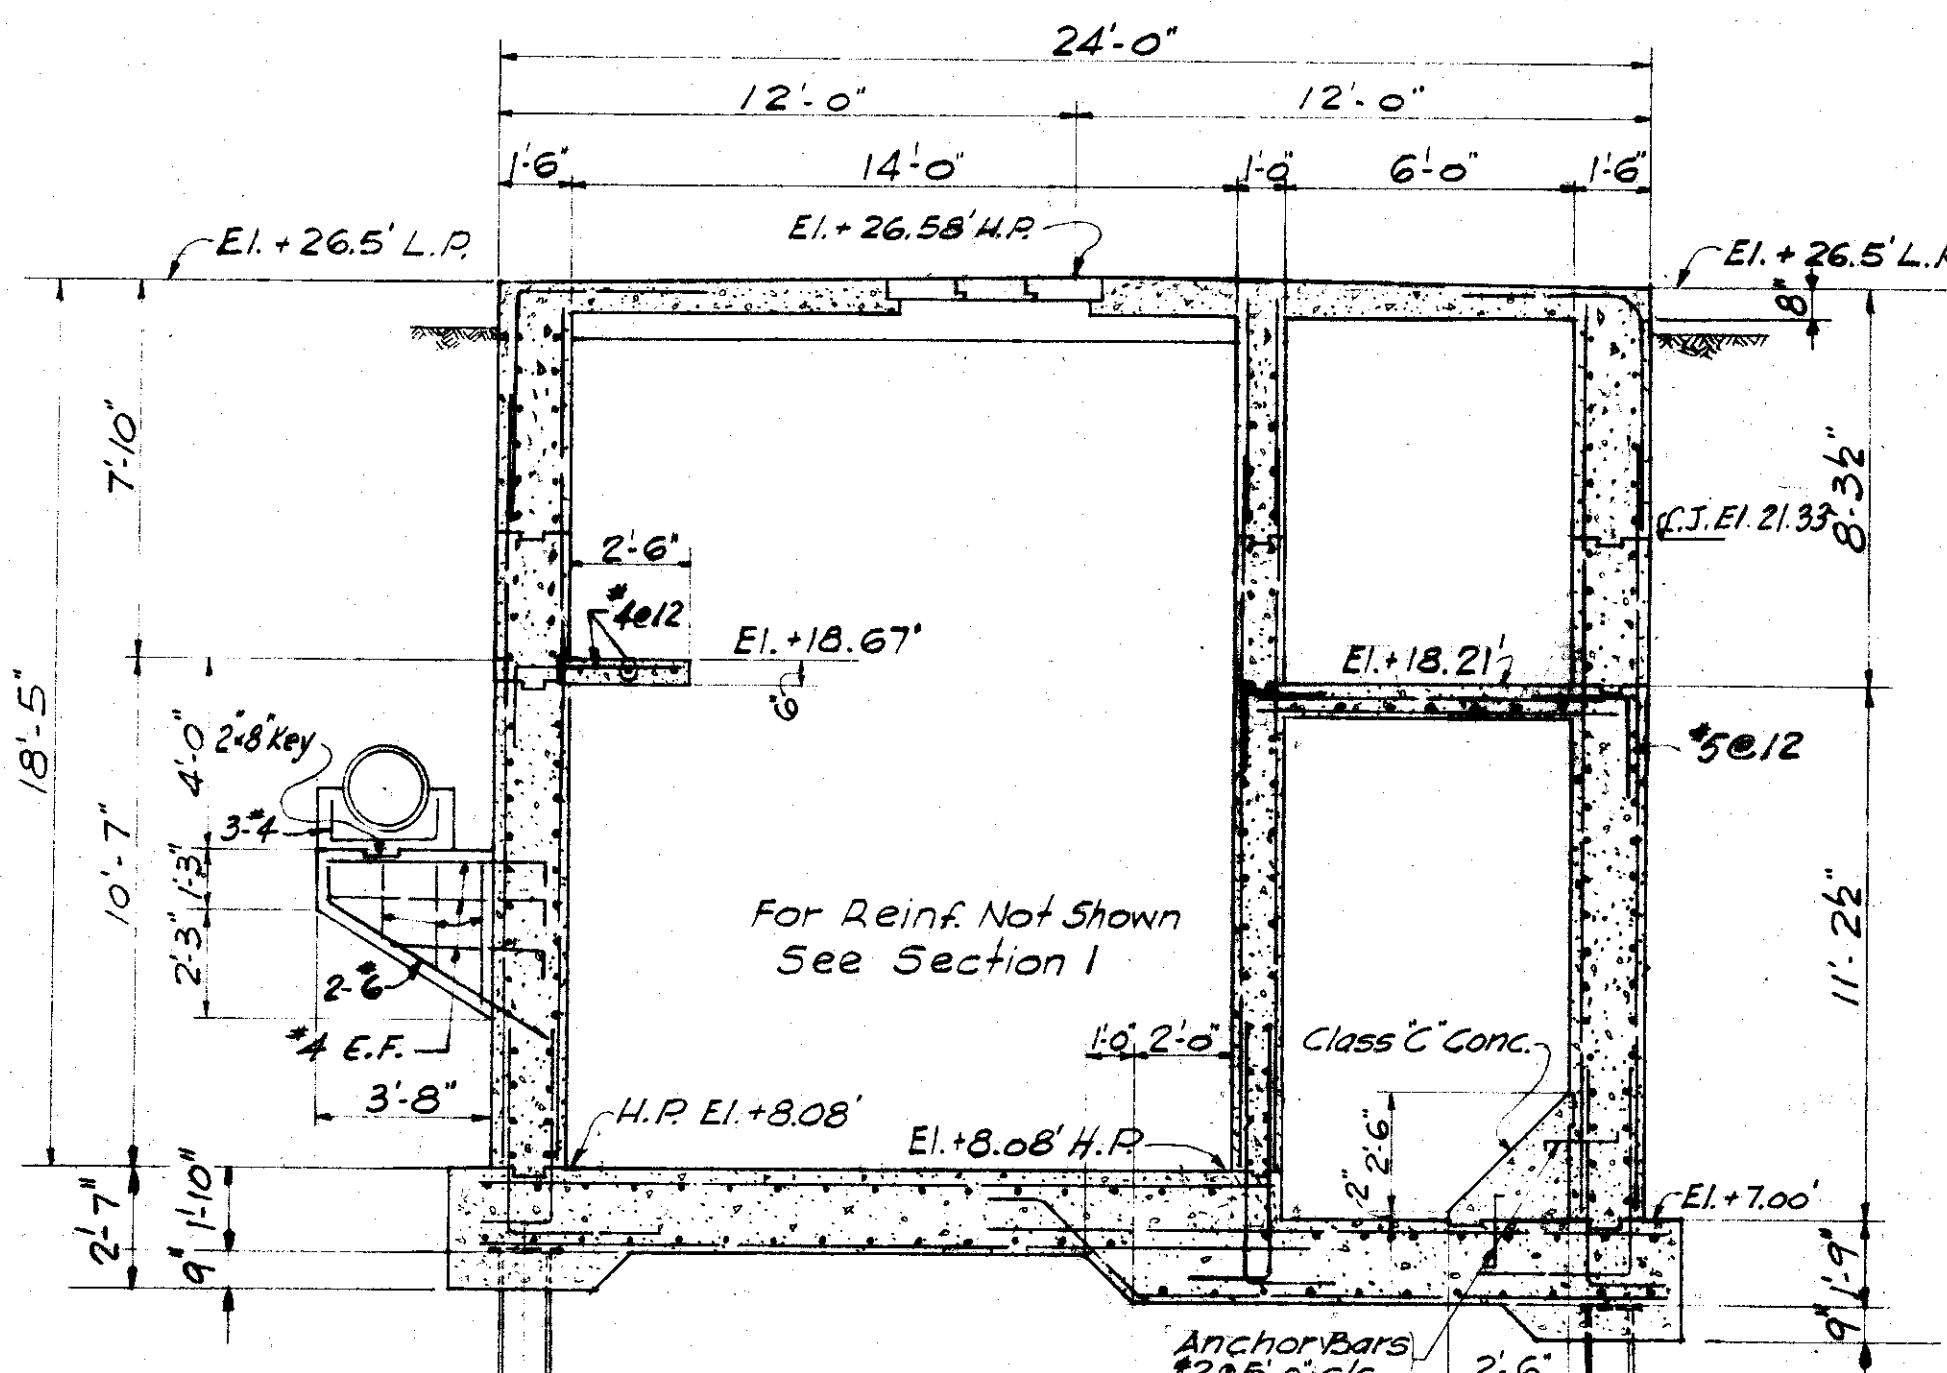 24'-0"
12'-0"
12'-0"
1'-6"
14'-0"
1'-0"
6'-0"
1'-6"
El. + 26.5' L.P.
El. + 26.58' H.P.
El. + 26.5' L.P
8"
7'-10"
8'-3½"
C.J. El. 21.33
2'-6"
#4@12
El. +18.67'
6"
El. +18.21'
18'-5"
4'-0"
2"x8" Key
#5@12
3-#4
10'-7"
1'-3"
2'-3"
11'-2½"
For Reinf. Not Shown
See Section 1
2-#6
#4 E.F.
1'-0"
2'-0"
Class "C" Conc.
3'-8"
H.P. El. +8.08'
El. +8.08' H.P.
2'-6"
2"
El. +7.00'
2'-7"
1'-10"
9"
1'-9"
9"
Anchor Bars
2'-6"